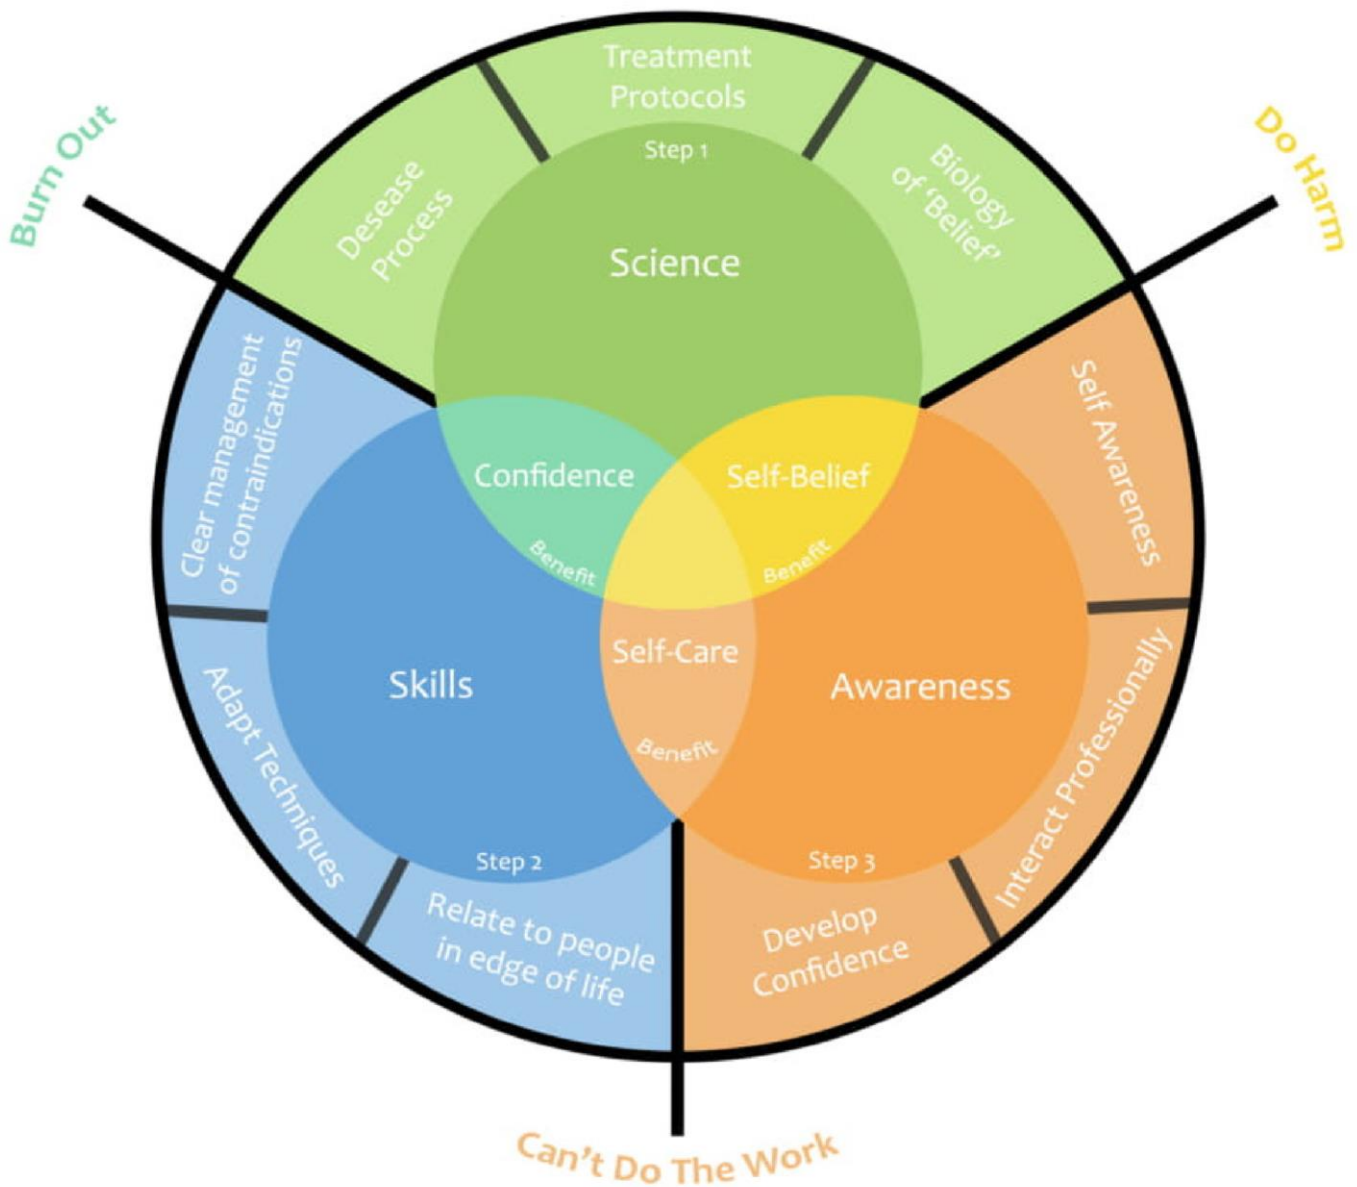 Treatment
Protocols
Step 1
Burn Out
Do Harm
Desease
Process
Biology
of ‘Belief’
Science
Clear management
of contraindications
Self Awareness
Confidence
Self-Belief
Benefit
Benefit
Self-Care
Skills
Awareness
Benefit
Adapt Techniques
Interact Professionally
Step 2
Step 3
Relate to people
in edge of life
Develop
Confidence
Can’t Do The Work